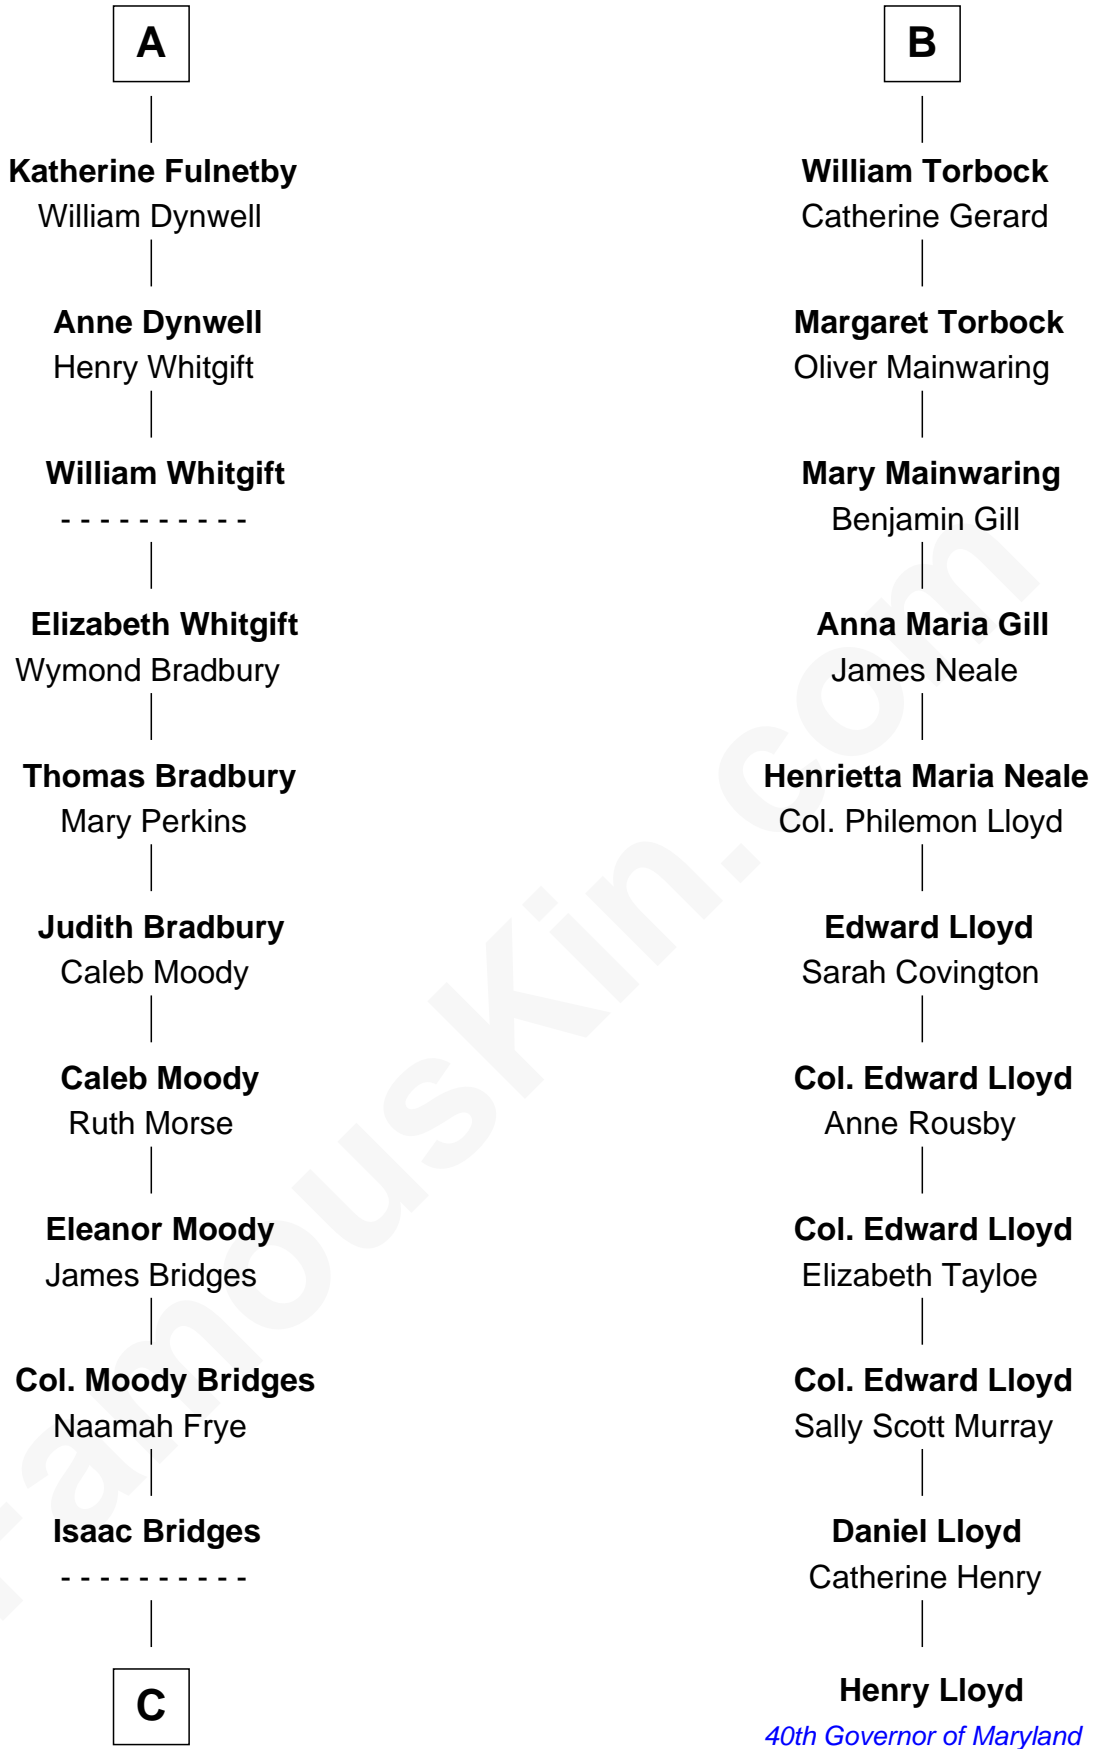 A
Katherine Fulnetby
William Dynwell
Anne Dynwell
Henry Whitgift
William Whitgift
- - - - - - - - - -
Elizabeth Whitgift
Wymond Bradbury
Thomas Bradbury
Mary Perkins
Judith Bradbury
Caleb Moody
Caleb Moody
Ruth Morse
Eleanor Moody
James Bridges
Col. Moody Bridges
Naamah Frye
Isaac Bridges
- - - - - - - - - -
C
B
William Torbock
Catherine Gerard
Margaret Torbock
Oliver Mainwaring
Mary Mainwaring
Benjamin Gill
Anna Maria Gill
James Neale
Henrietta Maria Neale
Col. Philemon Lloyd
Edward Lloyd
Sarah Covington
Col. Edward Lloyd
Anne Rousby
Col. Edward Lloyd
Elizabeth Tayloe
Col. Edward Lloyd
Sally Scott Murray
Daniel Lloyd
Catherine Henry
Henry Lloyd
40th Governor of Maryland
FamousKin.com